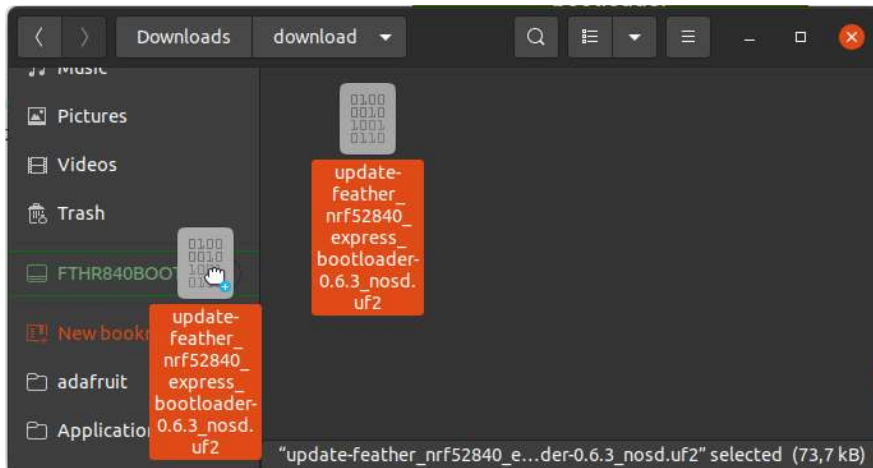 bootloader
Downloads
download
Music
Pictures
Videos
Trash
FTHR840BOOT
New bookm
adafruit
Application
0100
0010
1001
0110
update-
feather_
nrf52840_
express_
bootloader-
0.6.3_nosd.
uf2
0100
0010
update-
feather_
nrf52840_
express_
bootloader-
0.6.3_nosd.
uf2
“update-feather_nrf52840_e...der-0.6.3_nosd.uf2” selected (73,7 kB)